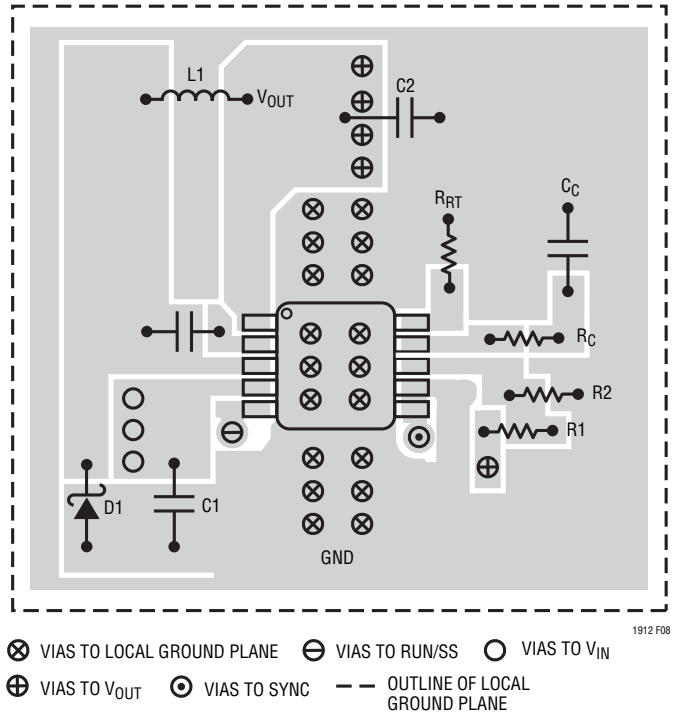 L1
VOUT
C2
RRT
CC
RC
R2
R1
D1
C1
GND
1912 F08
VIAS TO LOCAL GROUND PLANE
VIAS TO RUN/SS
VIAS TO VIN
VIAS TO VOUT
VIAS TO SYNC
OUTLINE OF LOCAL
GROUND PLANE